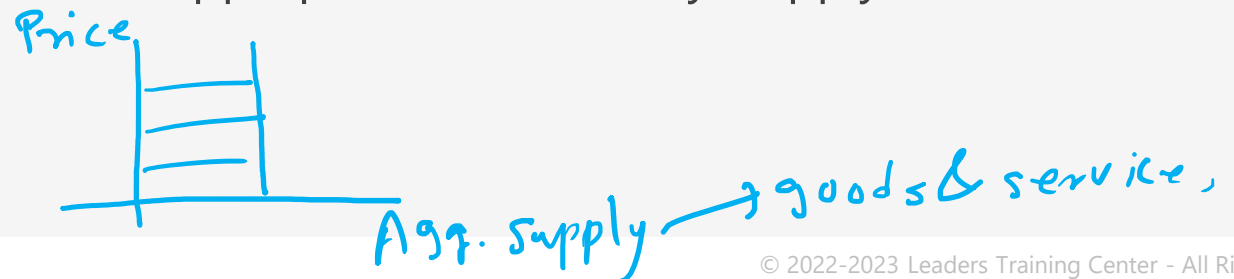 Price
Agg. Supply → goods & service,
© 2022-2023 Leaders Training Center - All Ri